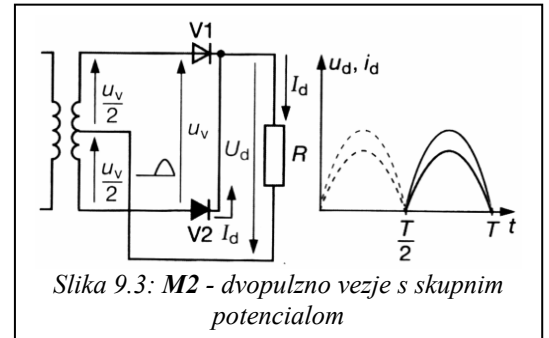 V1
u_d, i_d
I_d
u_v
2
u_v
U_d
R
u_v
2
V2
I_d
T
2
T
t
Slika 9.3: M2 - dvopulzno vezje s skupnim
potencialom